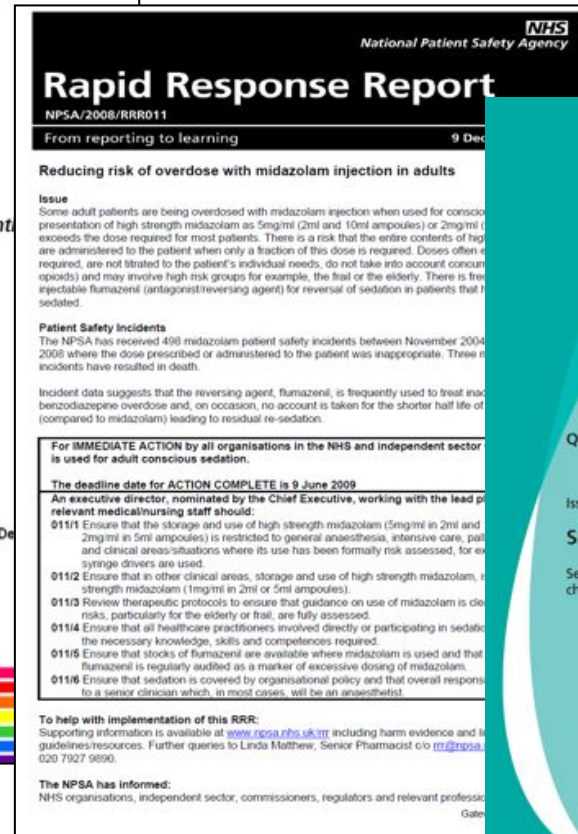 NHS
National Patient Safety Agency
Rapid Response Report
NPSA/2008/RRR011
From reporting to learning 9 Dec
Reducing risk of overdose with midazolam injection in adults
Issue
Some adult patients are being overdosed with midazolam injection when used for conscio
presentation of high strength midazolam as 5mg/ml (2ml and 10ml ampoules) or 2mg/ml (
exceeds the dose required for most patients. There is a risk that the entire contents of hig
are administered to the patient when only a fraction of this dose is required. Doses often e
required, are not titrated to the patient's individual needs, do not take into account concur
opioids) and may involve high risk groups for example, the frail or the elderly. There is fre
injectable flumazenil (antagonist/reversing agent) for reversal of sedation in patients that h
sedated.
Patient Safety Incidents
The NPSA has received 498 midazolam patient safety incidents between November 2004
2008 where the dose prescribed or administered to the patient was inappropriate. Three m
incidents have resulted in death.
Incident data suggests that the reversing agent, flumazenil, is frequently used to treat inad
benzodiazepine overdose and, on occasion, no account is taken for the shorter half life of
(compared to midazolam) leading to residual re-sedation.
For IMMEDIATE ACTION by all organisations in the NHS and independent sector
is used for adult conscious sedation.
The deadline date for ACTION COMPLETE is 9 June 2009
An executive director, nominated by the Chief Executive, working with the lead p
relevant medical/nursing staff should:
011/1 Ensure that the storage and use of high strength midazolam (5mg/ml in 2ml and
2mg/ml in 5ml ampoules) is restricted to general anaesthesia, intensive care, pall
and clinical areas/situations where its use has been formally risk assessed, for ex
syringe drivers are used.
011/2 Ensure that in other clinical areas, storage and use of high strength midazolam, is
strength midazolam (1mg/ml in 2ml or 5ml ampoules).
011/3 Review therapeutic protocols to ensure that guidance on use of midazolam is clea
risks, particularly for the elderly or frail, are fully assessed.
011/4 Ensure that all healthcare practitioners involved directly or participating in sedatio
the necessary knowledge, skills and competences required.
011/5 Ensure that stocks of flumazenil are available where midazolam is used and that
flumazenil is regularly audited as a marker of excessive dosing of midazolam.
011/6 Ensure that sedation is covered by organisational policy and that overall respons
to a senior clinician which, in most cases, will be an anaesthetist.
To help with implementation of this RRR:
Supporting information is available at www.npsa.nhs.uk/rrr including harm evidence and li
guidelines/resources. Further queries to Linda Matthew, Senior Pharmacist c/o rrr@npsa.
020 7927 9890.
The NPSA has informed:
NHS organisations, independent sector, commissioners, regulators and relevant professio
Gatew
nt
De
Q
Iss
S
Se
ch